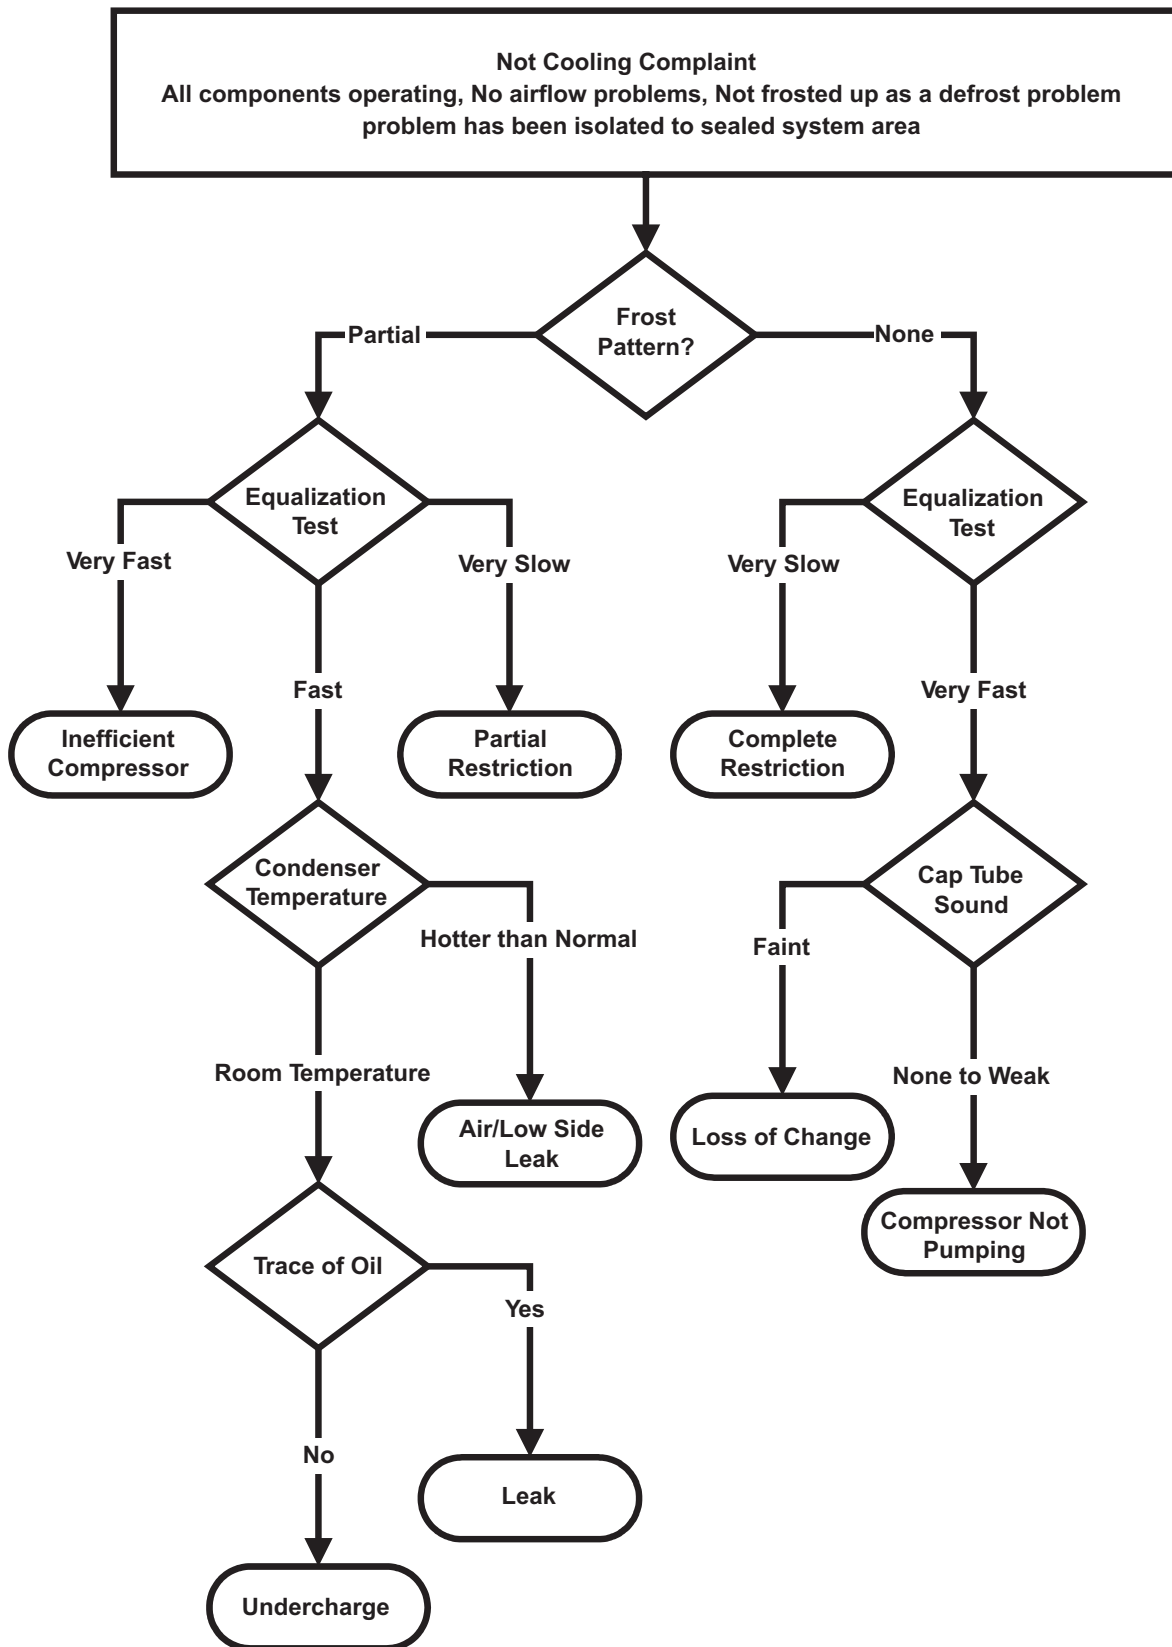 Not Cooling Complaint
All components operating, No airflow problems, Not frosted up as a defrost problem
problem has been isolated to sealed system area
Frost
Pattern?
Partial
None
Equalization
Test
Equalization
Test
Very Fast
Very Slow
Very Slow
Fast
Very Fast
Inefficient
Compressor
Partial
Restriction
Complete
Restriction
Condenser
Temperature
Cap Tube
Sound
Hotter than Normal
Faint
Room Temperature
None to Weak
Air/Low Side
Leak
Loss of Change
Compressor Not
Pumping
Trace of Oil
Yes
No
Leak
Undercharge